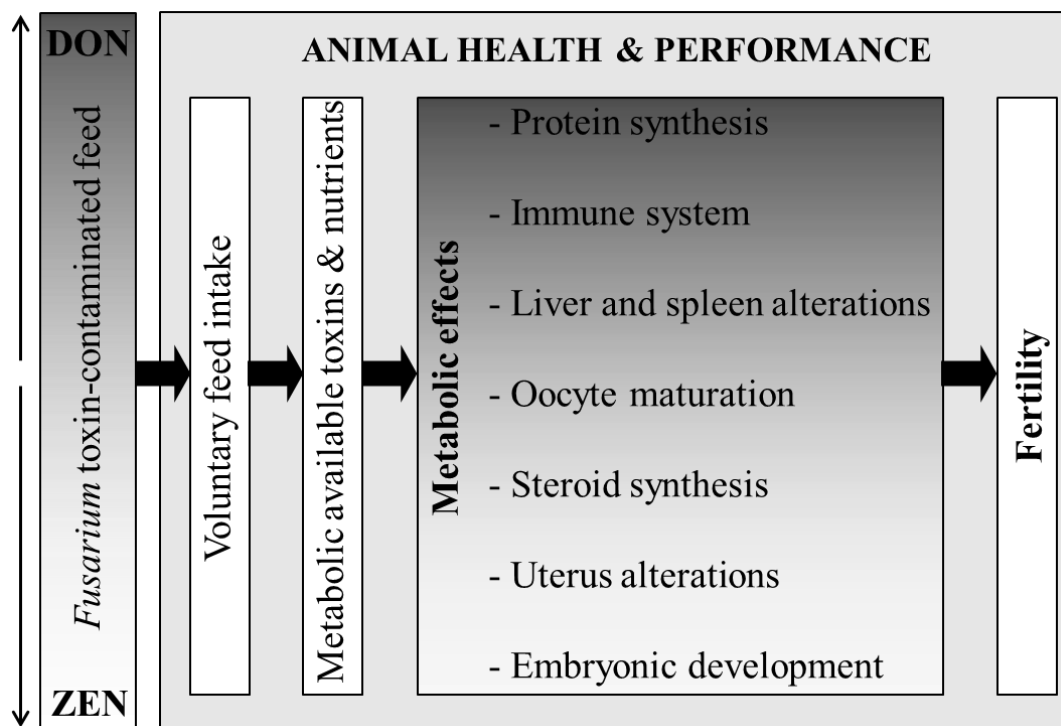 DON
Fusarium toxin-contaminated feed
ZEN
ANIMAL HEALTH & PERFORMANCE
Voluntary feed intake
Metabolic available toxins & nutrients
Metabolic effects
- Protein synthesis
- Immune system
- Liver and spleen alterations
- Oocyte maturation
- Steroid synthesis
- Uterus alterations
- Embryonic development
Fertility